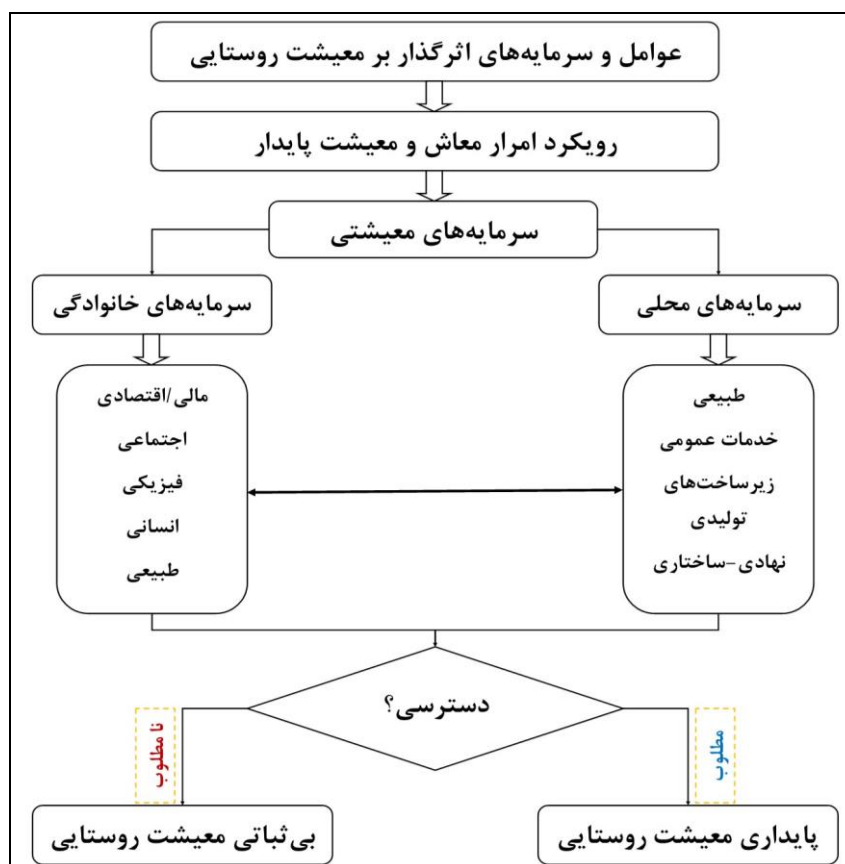 عوامل و سرمایه‌های اثرگذار بر معیشت روستایی
رویکرد امرار معاش و معیشت پایدار
سرمایه‌های معیشتی
سرمایه‌های محلی
سرمایه‌های خانوادگی
طبیعی
خدمات عمومی
زیرساخت‌های
تولیدی
نهادی-ساختاری
مالی/اقتصادی
اجتماعی
فیزیکی
انسانی
طبیعی
دسترسی؟
مطلوب
نا مطلوب
پایداری معیشت روستایی
بی‌ثباتی معیشت روستایی